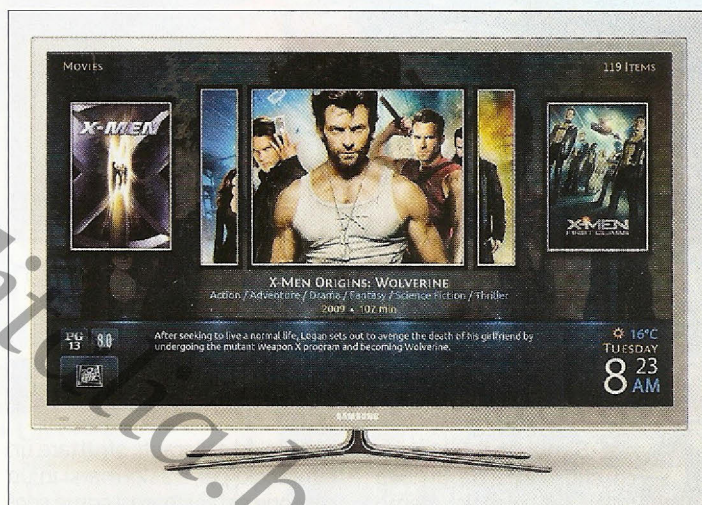 MOVIES
119 ITEMS
X-MEN
X-MEN
FIRST CLASS
X-MEN ORIGINS: WOLVERINE
Action / Adventure / Drama / Fantasy / Science Fiction / Thriller
2009 • 107 min
PG
13
8.0
After seeking to live a normal life, Logan sets out to avenge the death of his girlfriend by
undergoing the mutant Weapon X program and becoming Wolverine.
16°C
TUESDAY
8 23
AM
SAMSUNG